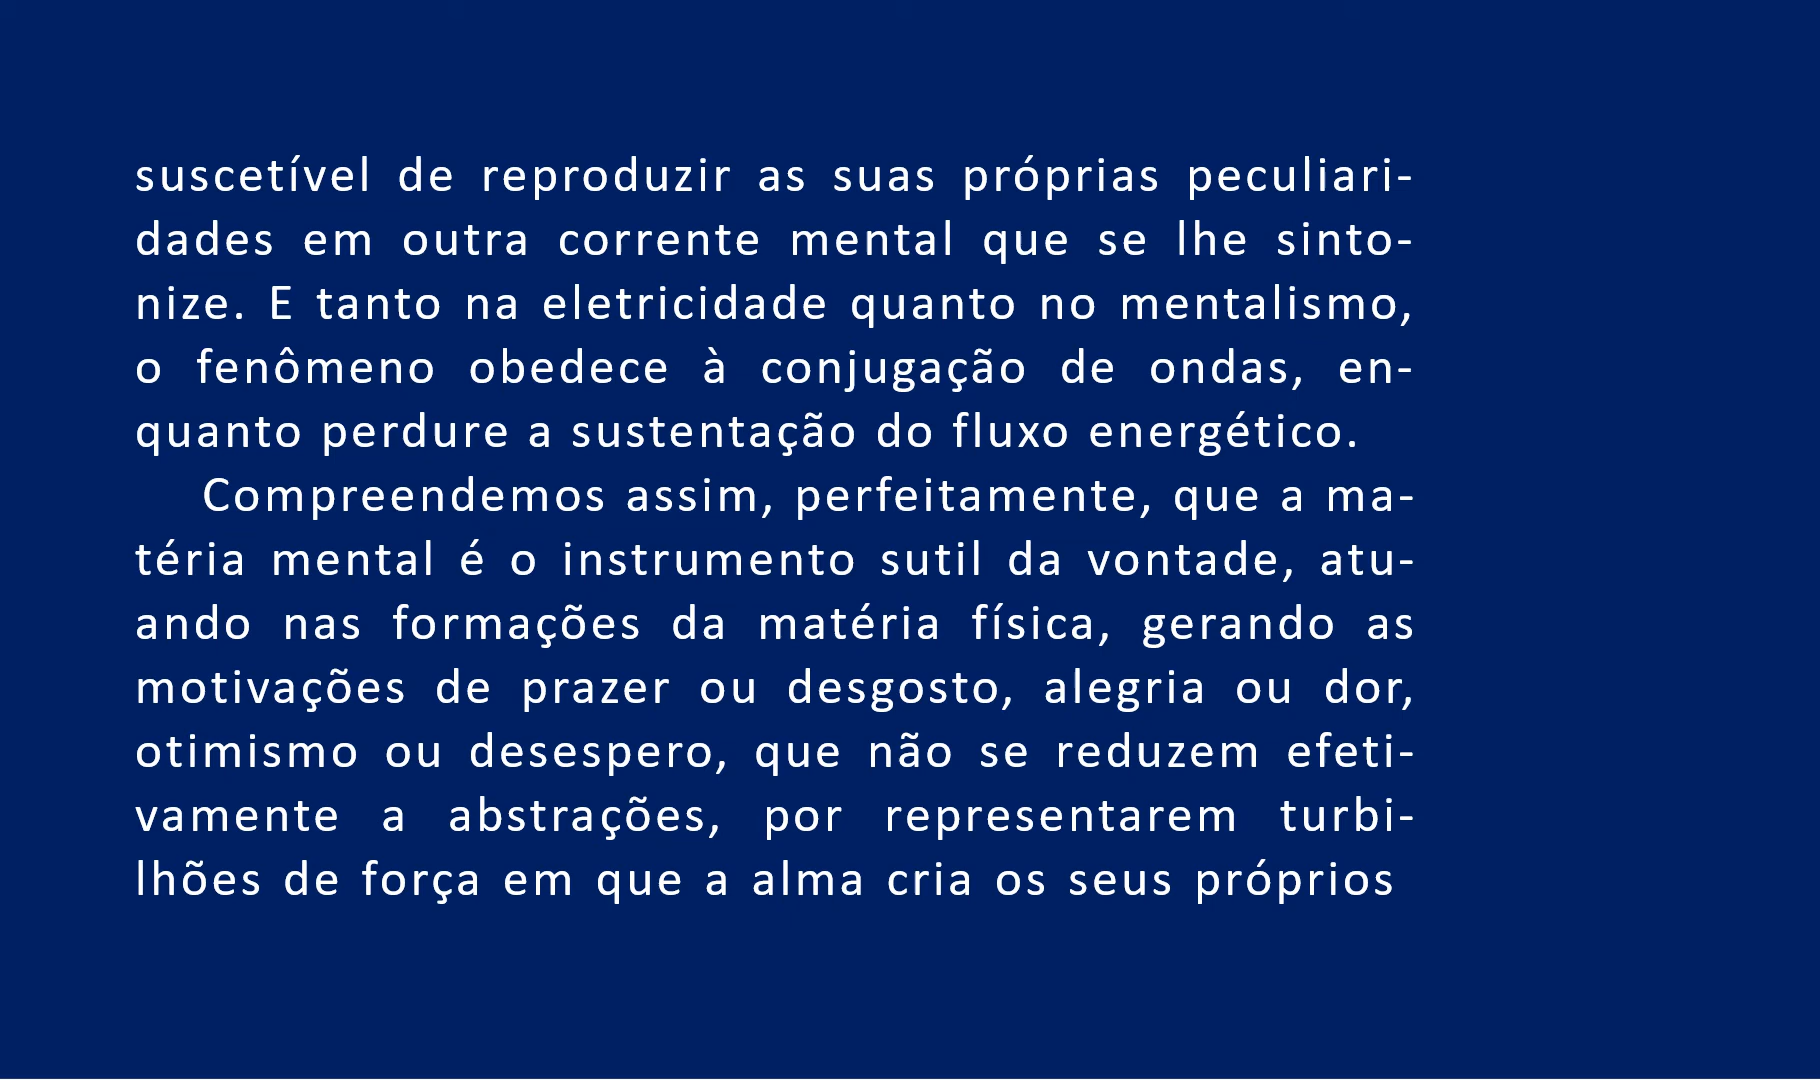 suscetível de reproduzir as suas próprias peculiari-
dades em outra corrente mental que se lhe sinto-
nize. E tanto na eletricidade quanto no mentalismo,
o fenômeno obedece à conjugação de ondas, en-
quanto perdure a sustentação do fluxo energético.
Compreendemos assim, perfeitamente, que a ma-
téria mental é o instrumento sutil da vontade, atu-
ando nas formações da matéria física, gerando as
motivações de prazer ou desgosto, alegria ou dor,
otimismo ou desespero, que não se reduzem efeti-
vamente a abstrações, por representarem turbi-
lhões de força em que a alma cria os seus próprios